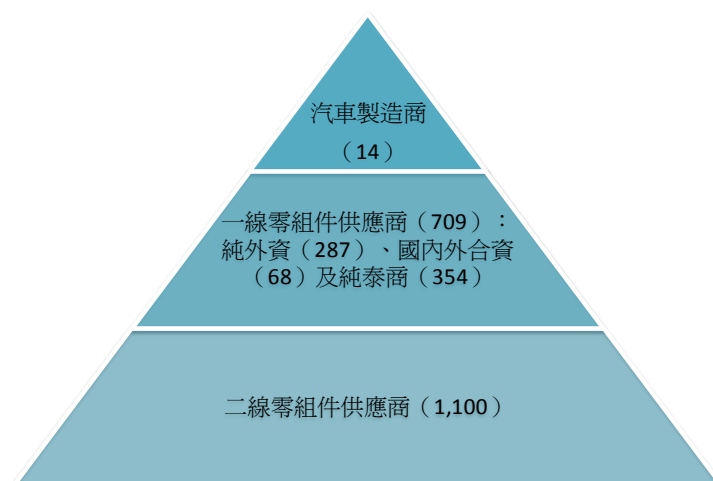 汽車製造商
（14）
一線零組件供應商（709）：
純外資（287）、國內外合資
（68）及純泰商（354）
二線零組件供應商（1,100）